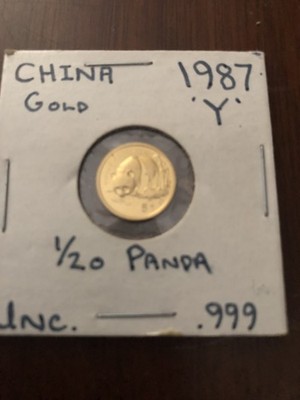 CHINA 1987
GOLD 'Y'
1/20 PANDA
UNC. .999